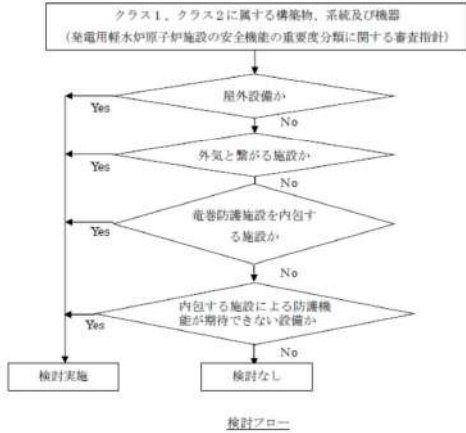 クラス1、クラス2に属する構築物、系統及び機器
(発電用軽水炉原子炉施設の安全機能の重要度分類に関する審査指針)
屋外設備か
Yes
No
外気と繋がる施設か
Yes
No
竜巻防護施設を内包す
る施設か
Yes
No
内包する施設による防護機
能が期待できない設備か
Yes
No
検討実施
検討なし
検討フロー